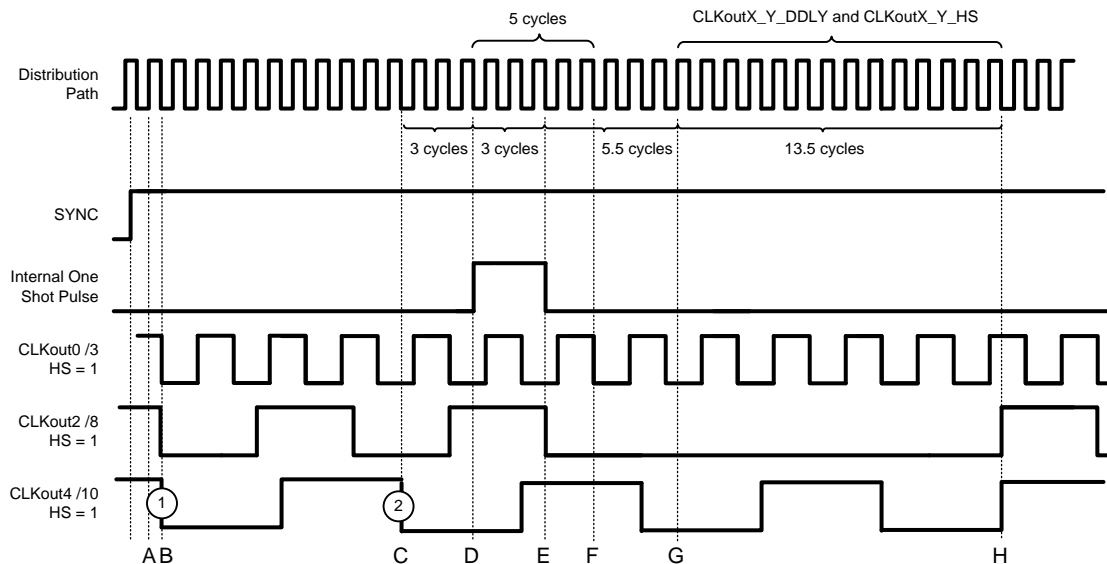 5 cycles
CLKoutX_Y_DDLY and CLKoutX_Y_HS
Distribution
Path
3 cycles
3 cycles
5.5 cycles
13.5 cycles
SYNC
Internal One
Shot Pulse
CLKout0 /3
HS = 1
CLKout2 /8
HS = 1
CLKout4 /10
HS = 1
1
2
A B C D E F G H